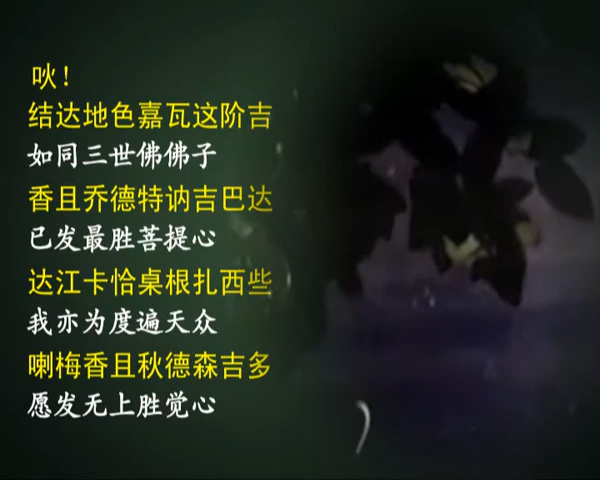 吙！
结达地色嘉瓦这阶吉
如同三世佛佛子
香且乔德特讷吉巴达
已发最胜菩提心
达江卡恰桌根扎西些
我亦为度遍天众
喇梅香且秋德森吉多
愿发无上胜觉心